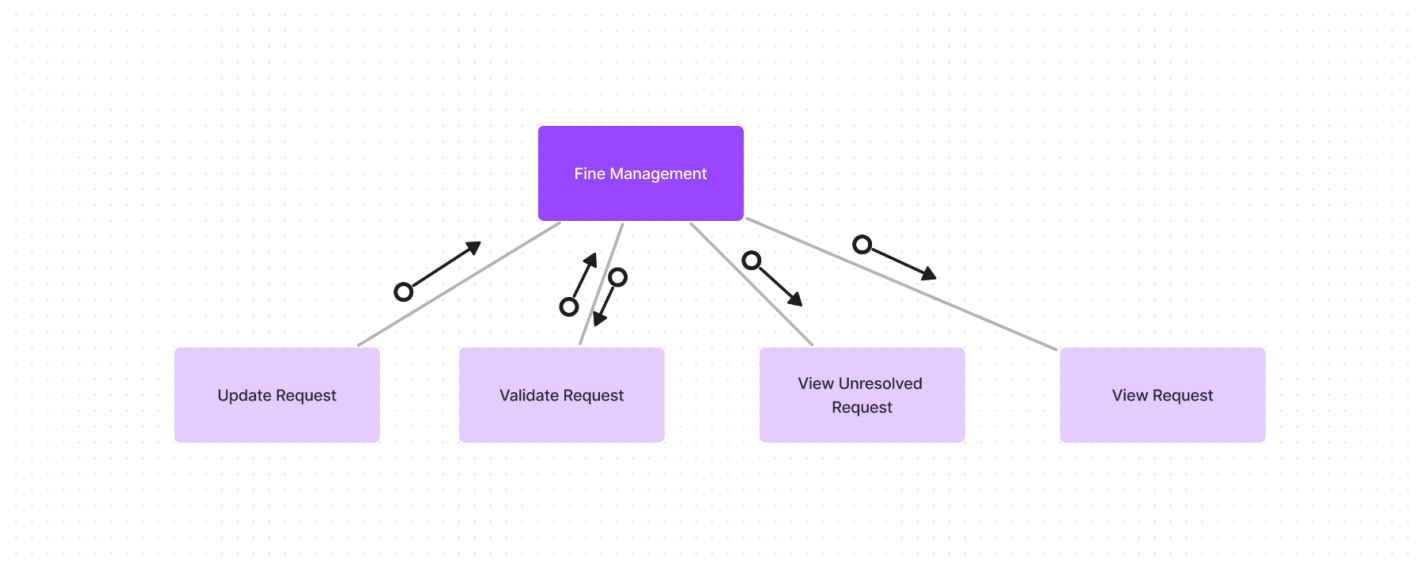 Fine Management
Update Request
Validate Request
View Unresolved
Request
View Request